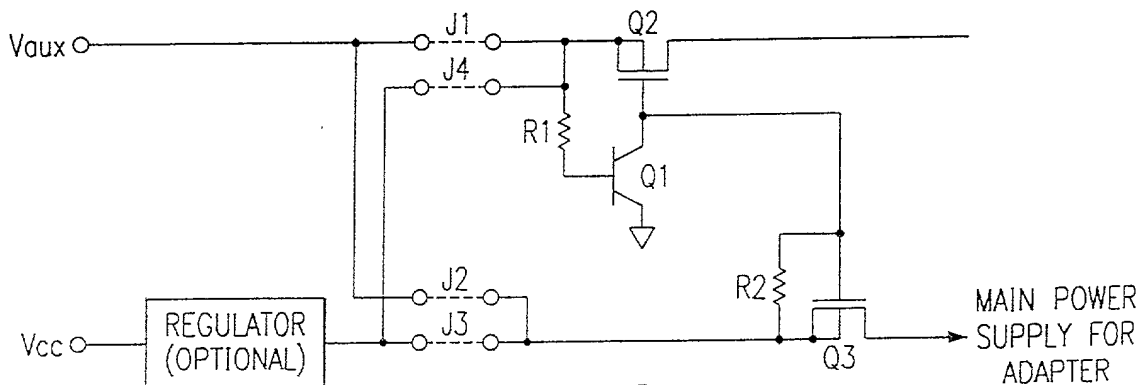 Vaux
J1
Q2
J4
R1
Q1
J2
R2
Vcc
REGULATOR
(OPTIONAL)
J3
Q3
MAIN POWER
SUPPLY FOR
ADAPTER